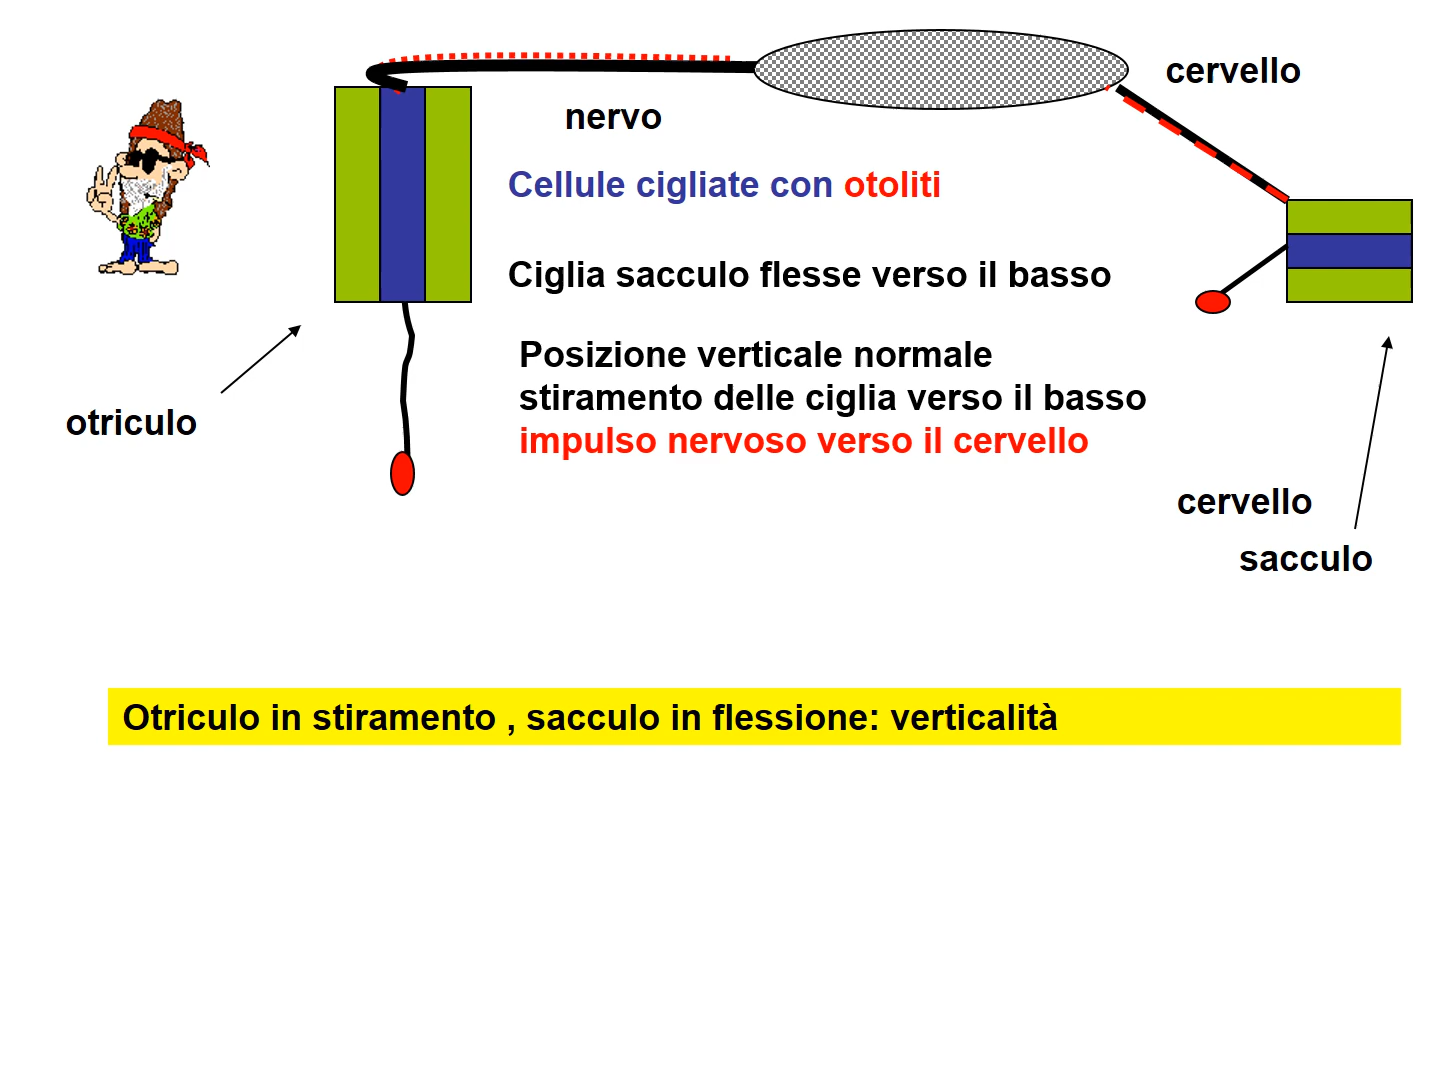 cervello
nervo
Cellule cigliate con otoliti
Ciglia sacculo flesse verso il basso
Posizione verticale normale
stiramento delle ciglia verso il basso
impulso nervoso verso il cervello
otriculo
cervello
sacculo
Otriculo in stiramento , sacculo in flessione: verticalità